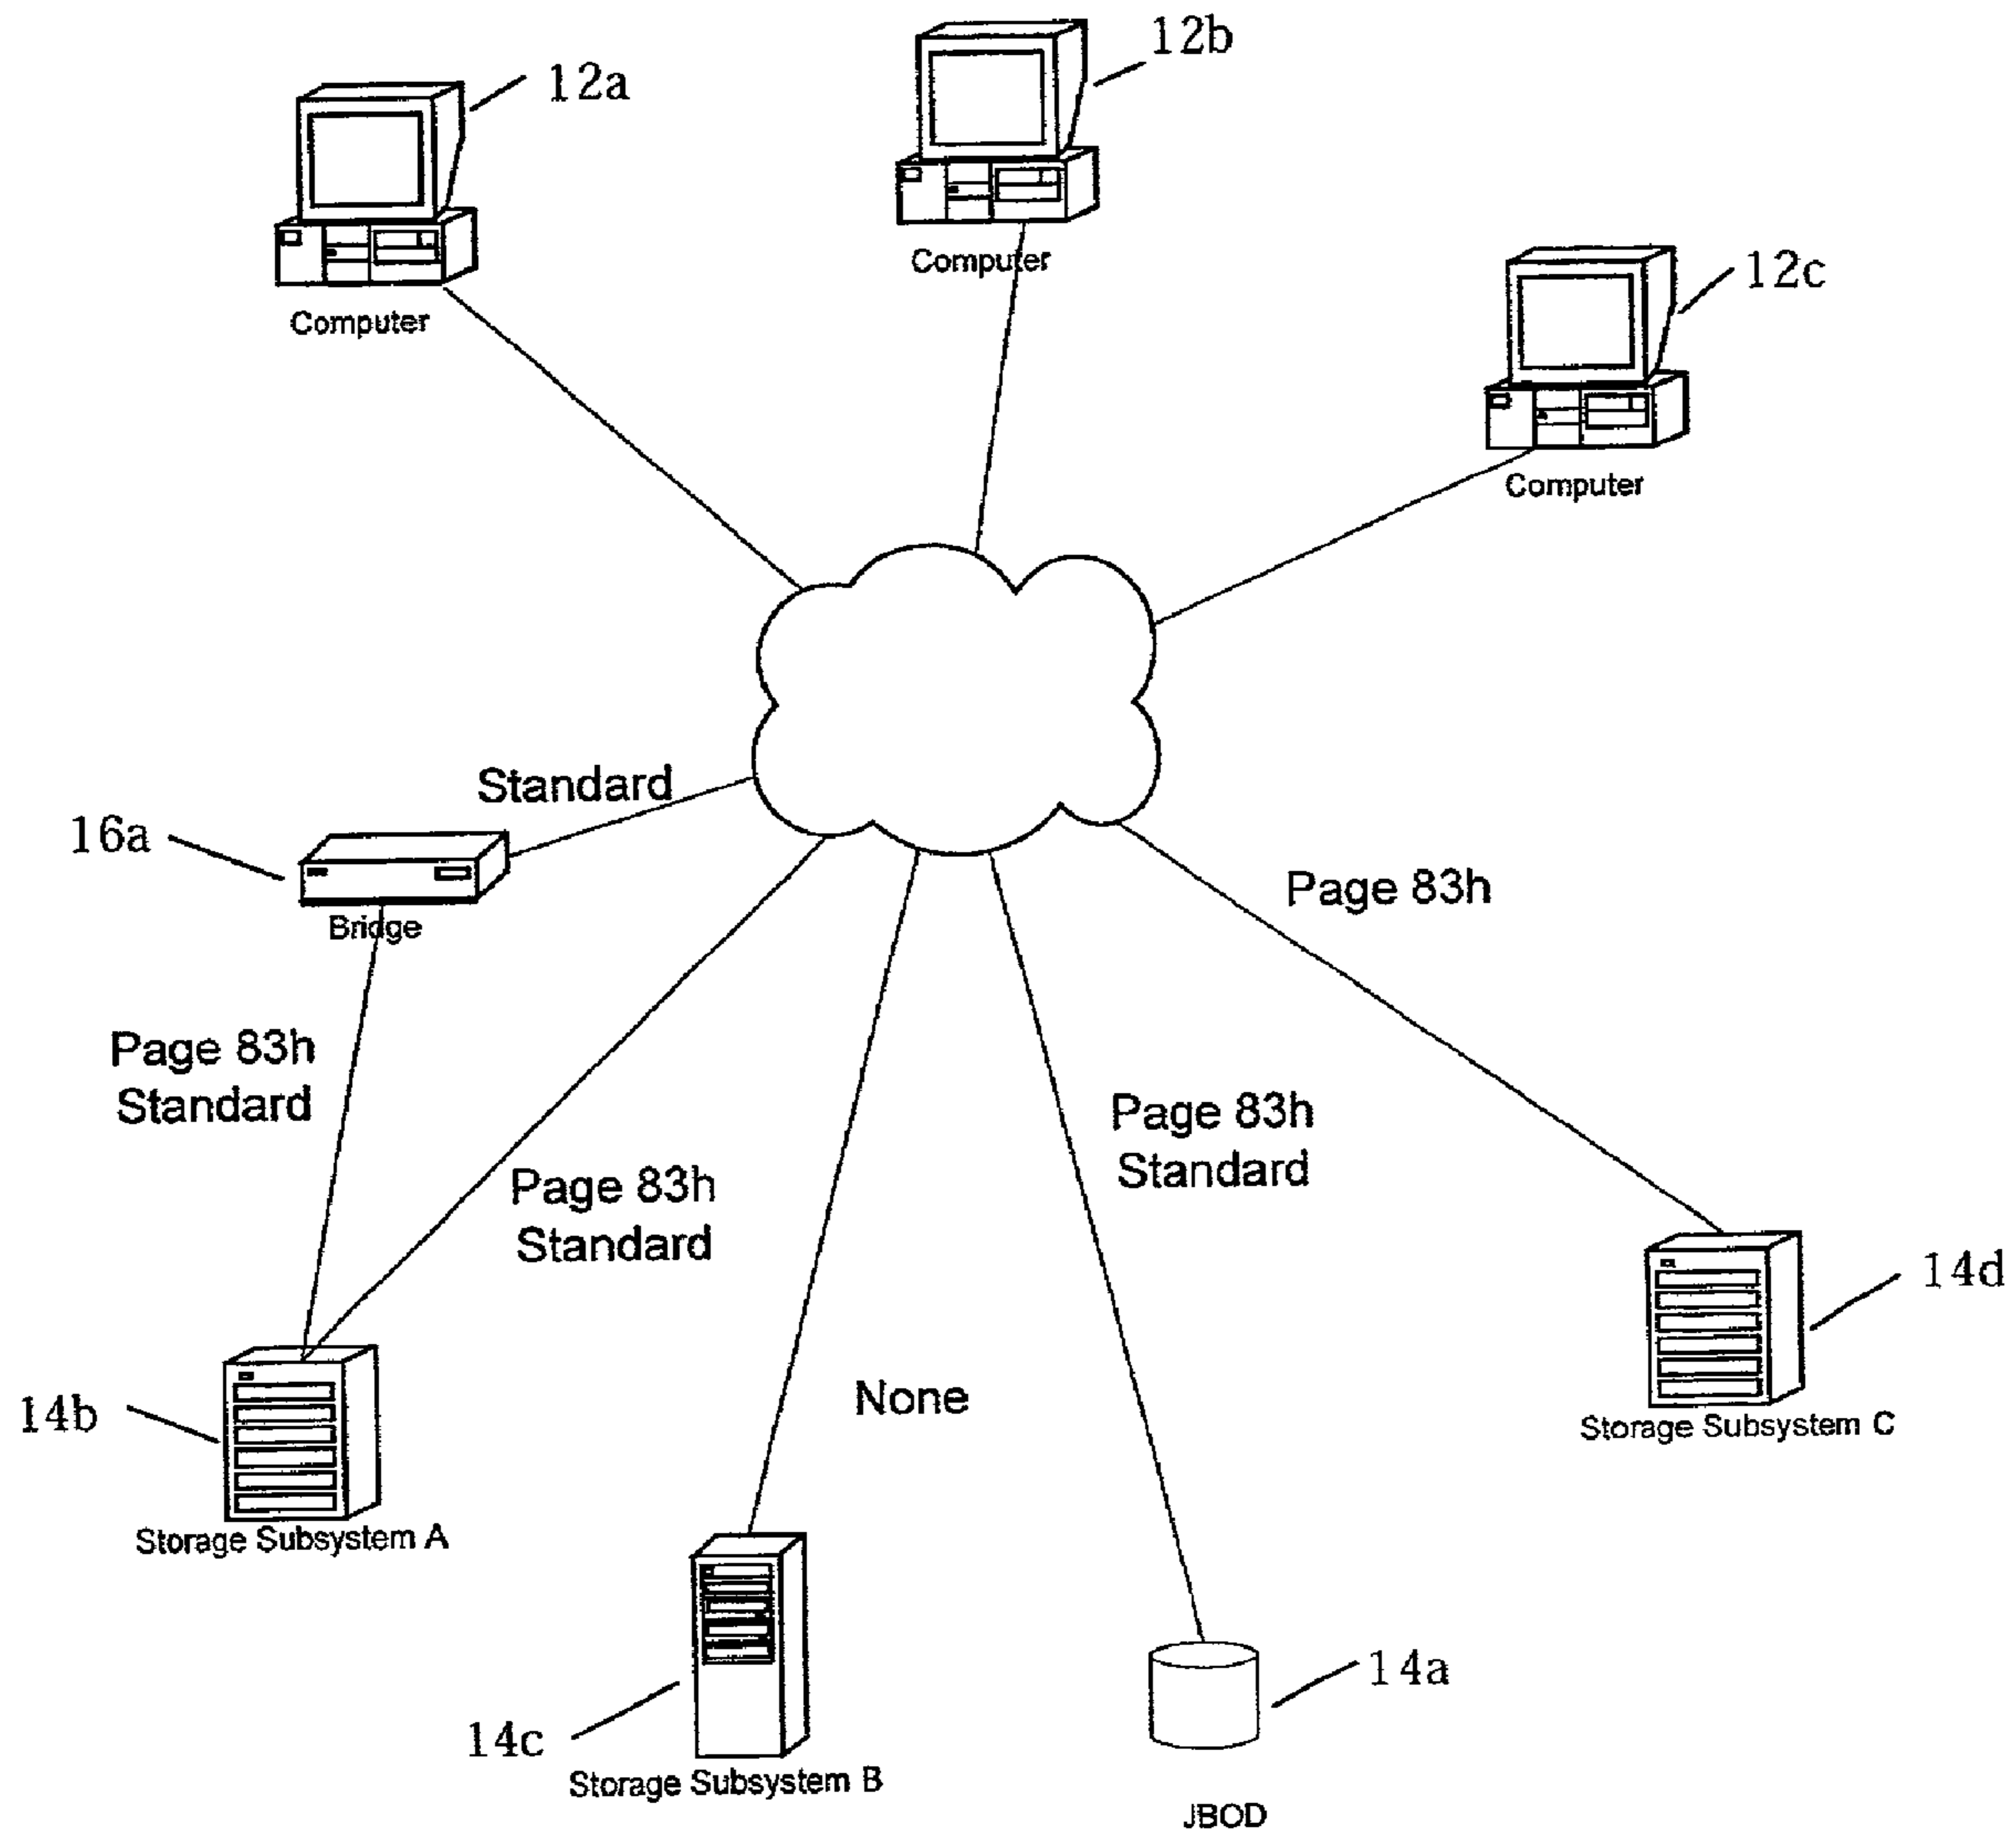 12b
12a
Computer
12c
Computer
Computer
Standard
16a
Bridge
Page 83h
Page 83h
Standard
Page 83h
Standard
Page 83h
Standard
14d
None
14b
Storage Subsystem C
Storage Subsystem A
14a
14c
Storage Subsystem B
JBOD